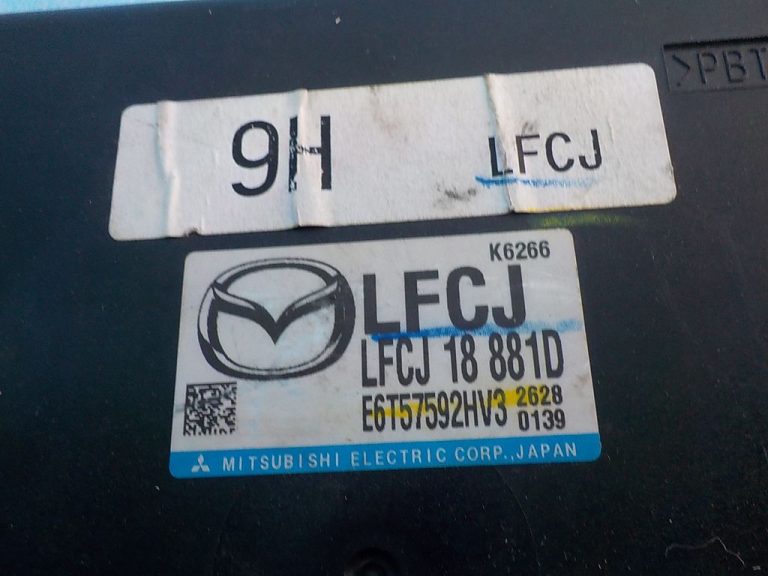 >PBT
9H LFCJ
K6266
LFCJ
LFCJ 18 881D
E6T57592HV3 2628
0139
MITSUBISHI ELECTRIC CORP., JAPAN